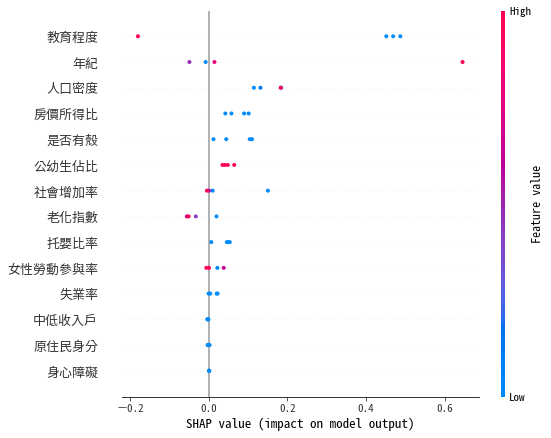 High
教育程度
年紀
人口密度
房價所得比
是否有殼
公幼生佔比
社會增加率
老化指數
托嬰比率
女性勞動參與率
失業率
中低收入戶
原住民身分
身心障礙
Feature value
Low
−0.2 0.0 0.2 0.4 0.6
SHAP value (impact on model output)